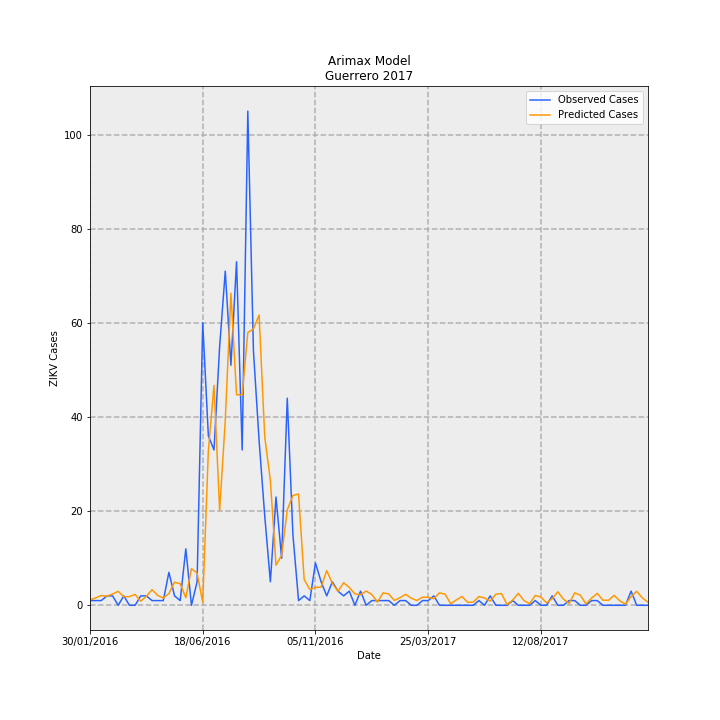 Arimax Model
Guerrero 2017
Observed Cases
Predicted Cases
100
80
60
40
20
0
ZIKV Cases
30/01/2016 18/06/2016 05/11/2016 25/03/2017 12/08/2017
Date